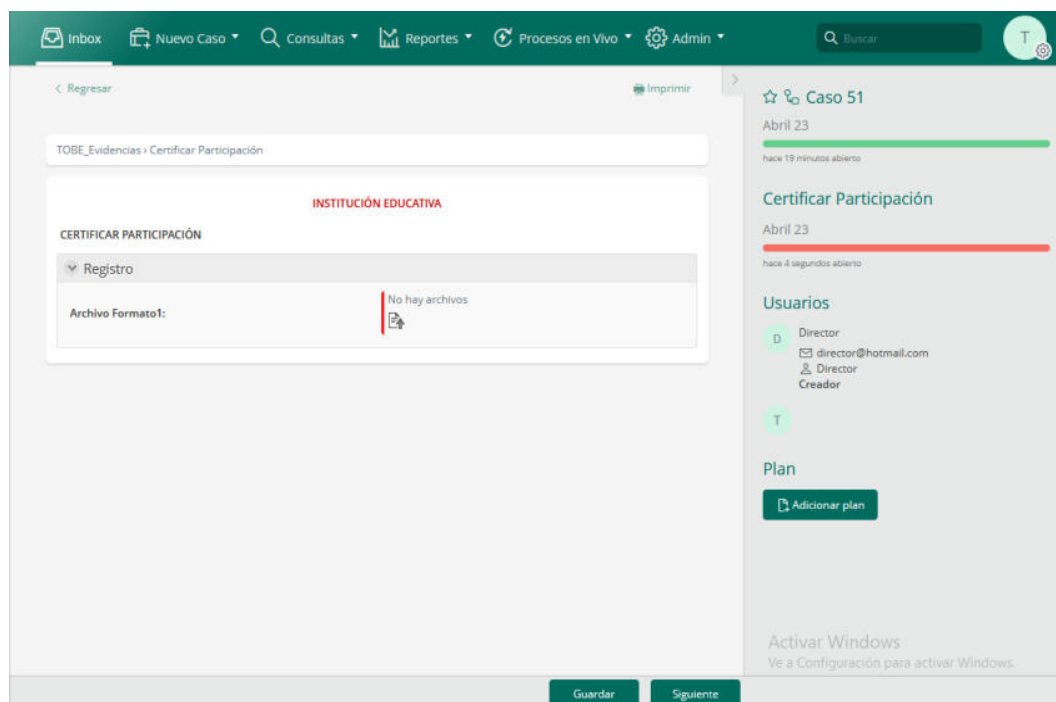 Inbox
Nuevo Caso
Consultas
Reportes
Procesos en Vivo
Admin
Buscar
T
Regresar
Imprimir
TOBE_Evidencias › Certificar Participación
INSTITUCIÓN EDUCATIVA
CERTIFICAR PARTICIPACIÓN
Registro
Archivo Formato1:
No hay archivos
Caso 51
Abril 23
hace 19 minutos abierto
Certificar Participación
Abril 23
hace 4 segundos abierto
Usuarios
D
Director
director@hotmail.com
Director
Creador
T
Plan
Adicionar plan
Activar Windows
Ve a Configuración para activar Windows.
Guardar
Siguiente